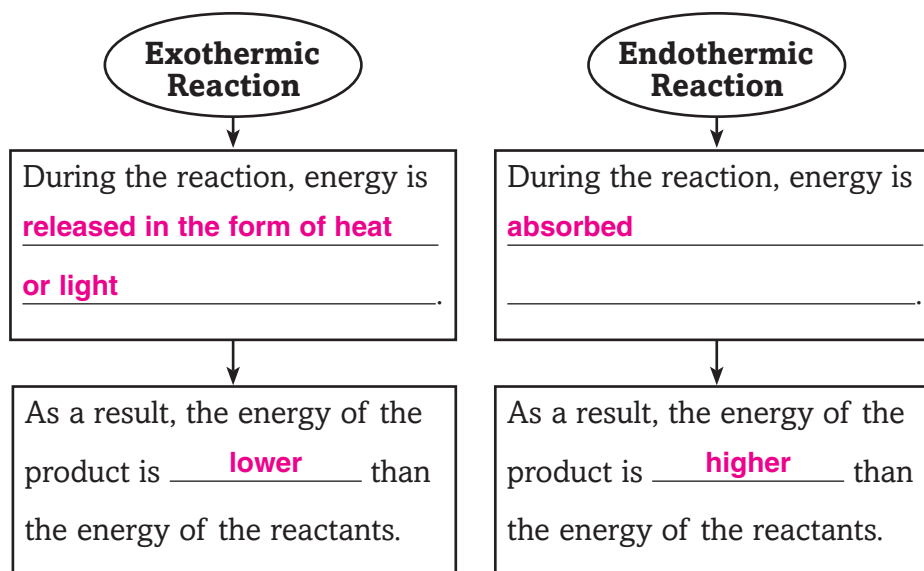 Exothermic
Reaction
During the reaction, energy is
released in the form of heat
or light.
As a result, the energy of the
product is lower than
the energy of the reactants.
Endothermic
Reaction
During the reaction, energy is
absorbed
.
As a result, the energy of the
product is higher than
the energy of the reactants.